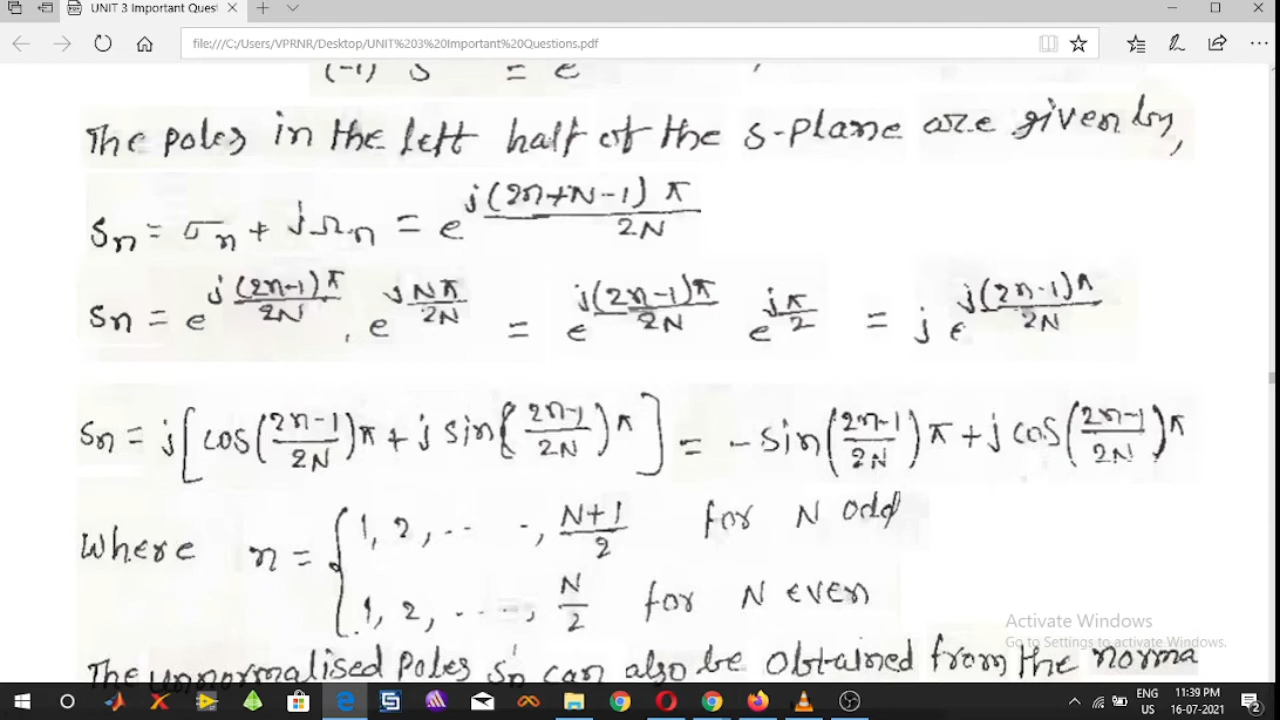 UNIT 3 Important Quest
file:///C:/Users/VPRNR/Desktop/UNIT%203%20Important%20Questions.pdf
(-1) S = e
The poles in the left half of the s-plane are given by,
Sn = σn + jΩn = e^(j(2n+N-1)π/2N)
Sn = e^(j(2n-1)π/2N) . e^(jNπ/2N) = e^(j(2n-1)π/2N) e^(jπ/2) = j e^(j(2n-1)π/2N)
Sn = j[cos((2n-1)/2N)π + j sin((2n-1)/2N)π] = -sin((2n-1)/2N)π + j cos((2n-1)/2N)π
Where n = { 1, 2, .. . ., (N+1)/2 for N odd
1, 2, . . . ., N/2 for N even
Activate Windows
Go to Settings to activate Windows.
The unnormalised poles s'n can also be obtained from the norma
ENG 11:39 PM
US 16-07-2021
2